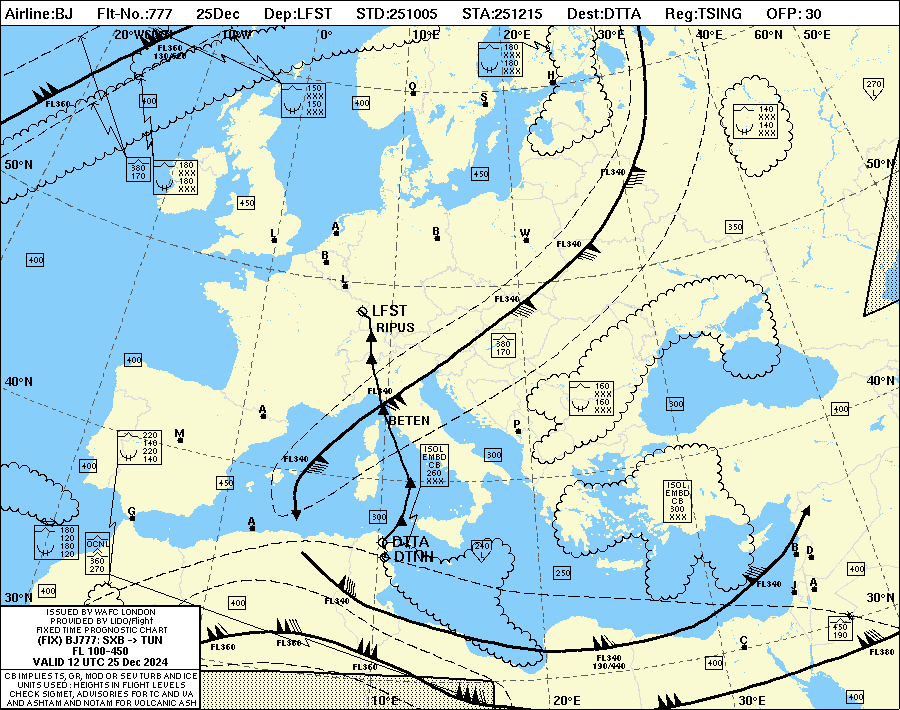 Airline:BJ Flt-No.:777 25Dec Dep:LFST STD:251005 STA:251215 Dest:DTTA Reg:TSING OFP: 30
0° 10°E 20°E 30°E 40°E 60°N 50°E
FL360
130/520
FL360
400
400
150
XXX
150
XXX
180
XXX
180
XXX
270
L
140
XXX
140
XXX
O
S
H
50°N
50°N
380
170
180
XXX
180
XXX
450
FL340
450
L
A
B
W
350
FL340
B
L
400
LFST
FL340
RIPUS
380
170
400
40°N
40°N
FL340
160
XXX
160
XXX
300
400
A
BETEN
P
M
220
140
220
140
400
FL340
ISOL
EMBD
CB
260
XXX
300
450
ISOL
EMBD
CB
300
XXX
G
A
300
180
120
180
120
OCNL
360
270
DTTA
DTNH
240
L
250
B
D
J
A
FL340
400
400
30°N
30°N
400
FL340
450
190
FL360
FL360
FL360
FL340
190/440
C
400
FL380
400
10°E 20°E 30°E
ISSUED BY WAFC LONDON
PROVIDED BY LIDO/Flight
FIXED TIME PROGNOSTIC CHART
(FIX) BJ777: SXB -> TUN
FL 100-450
VALID 12 UTC 25 Dec 2024
CB IMPLIES TS, GR, MOD OR SEV TURB AND ICE
UNITS USED: HEIGHTS IN FLIGHT LEVELS
CHECK SIGMET, ADVISORIES FOR TC AND VA
AND ASHTAM AND NOTAM FOR VOLCANIC ASH